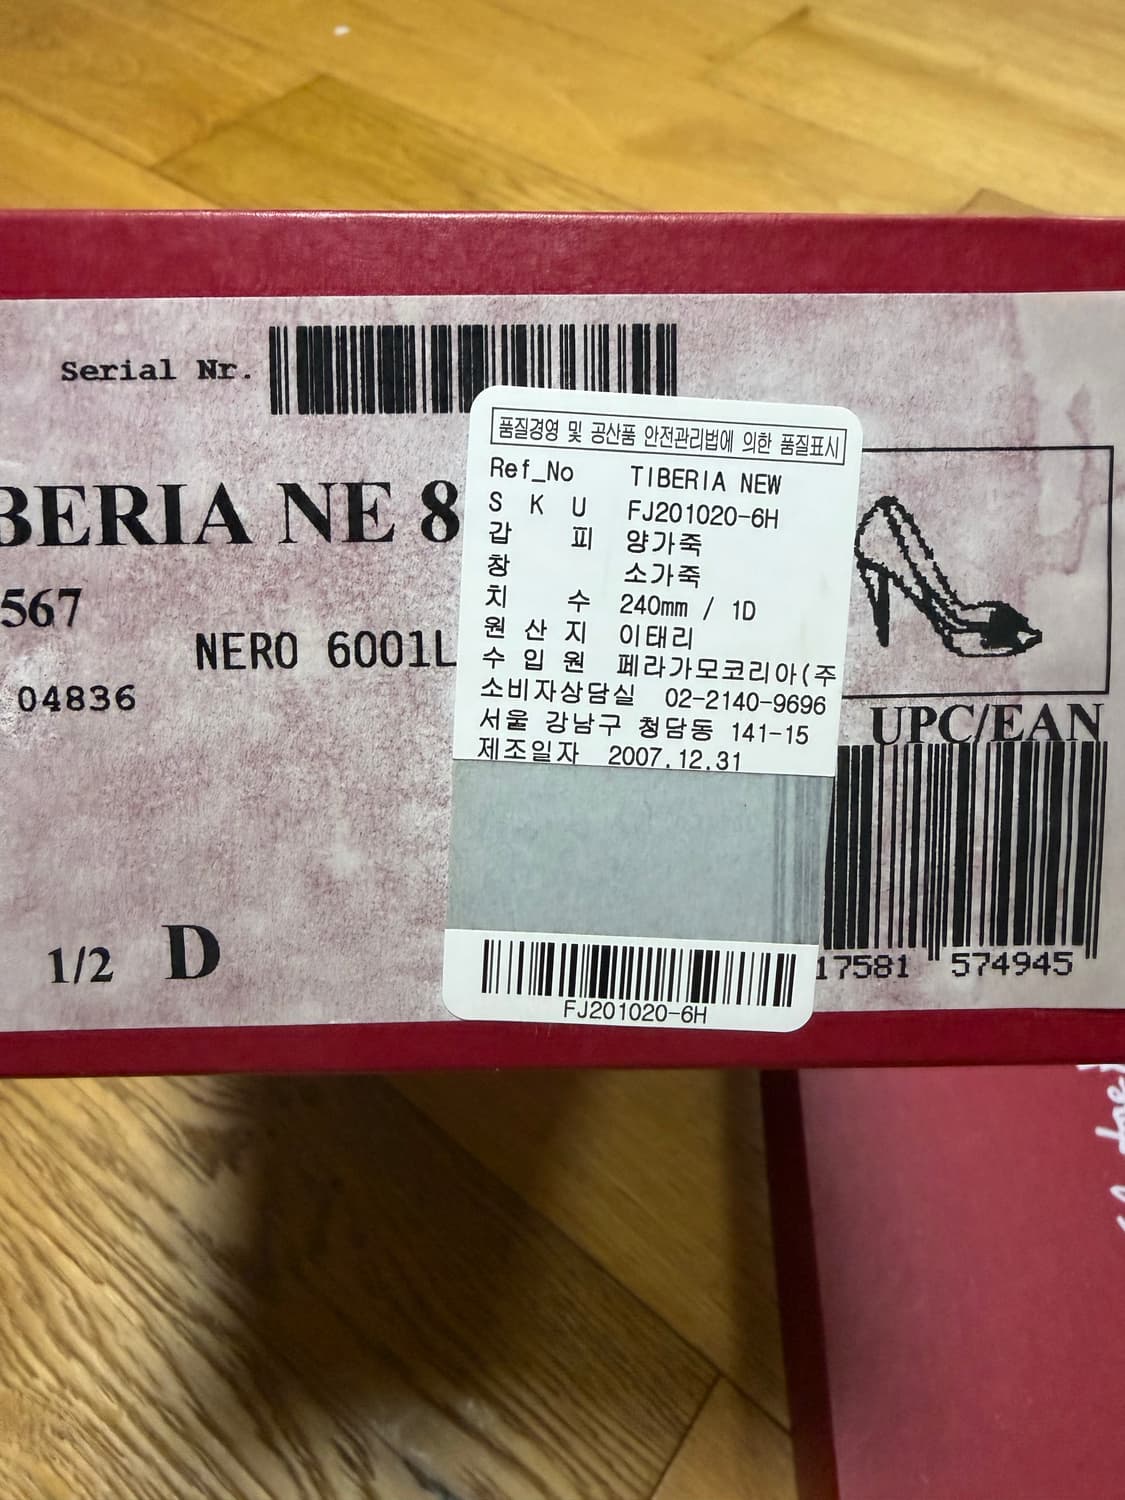 Serial Nr.
BERIA NE 8
567
NERO 6001L
04836
1/2 D
품질경영 및 공산품 안전관리법에 의한 품질표시
Ref_No TIBERIA NEW
S K U FJ201020-6H
갑 피 양가죽
창 소가죽
치 수 240mm / 1D
원 산 지 이태리
수 입 원 페라가모코리아(주
소비자상담실 02-2140-9696
서울 강남구 청담동 141-15
제조일자 2007.12.31
FJ201020-6H
UPC/EAN
17581 574945